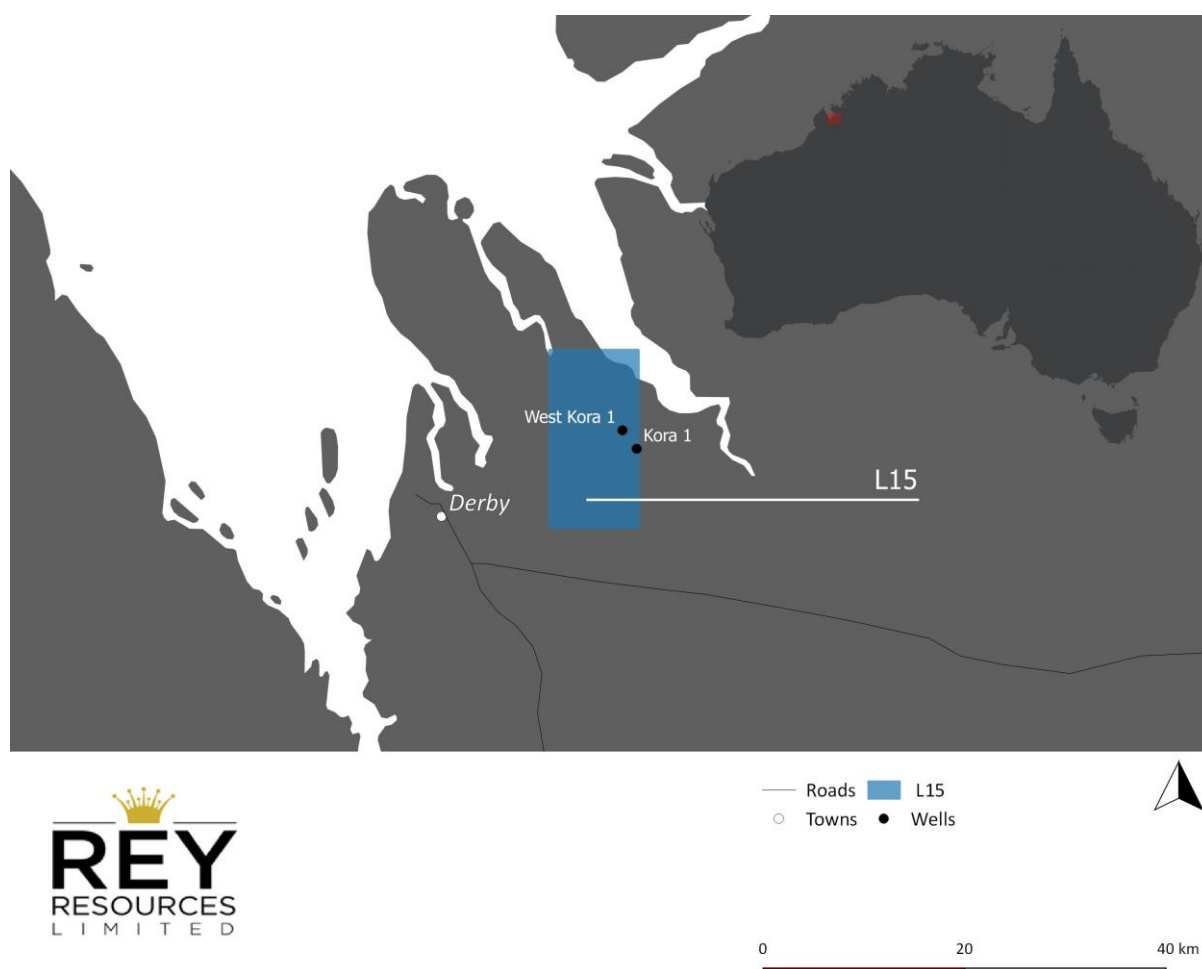 West Kora 1
Kora 1
L15
Derby
Roads L15
Towns Wells
REY
RESOURCES
LIMITED
0 20 40 km